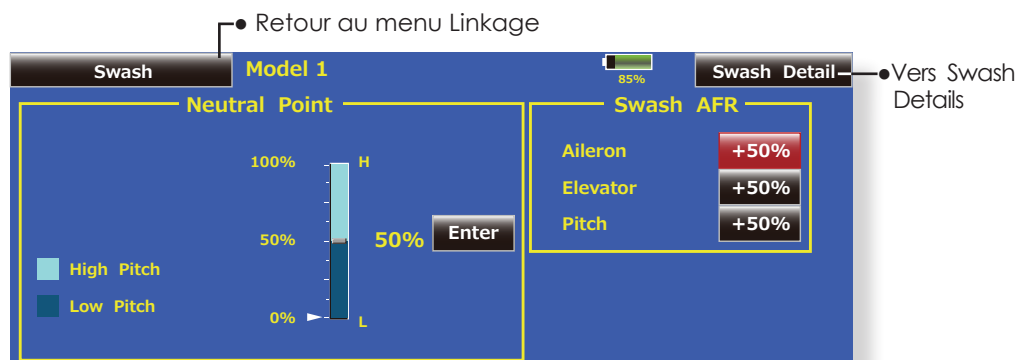 Retour au menu Linkage
Swash
Model 1
85%
Swash Detail
Vers Swash
Details
Neutral Point
100%
H
50%
50%
Enter
High Pitch
Low Pitch
0%
L
Swash AFR
Aileron
+50%
Elevator
+50%
Pitch
+50%